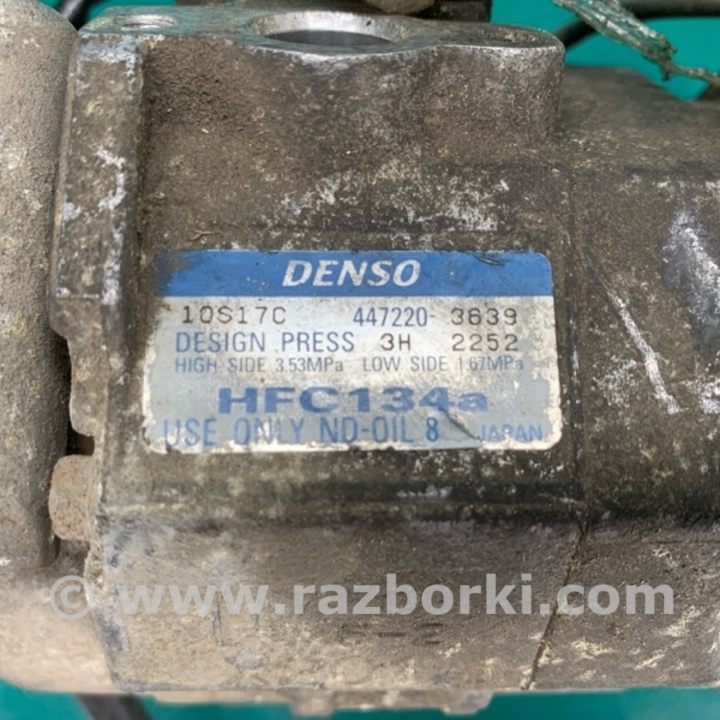 DENSO
10S17C 447220-3639
DESIGN PRESS 3H 2252
HIGH SIDE 3.53MPa LOW SIDE 1.67MPa
HFC134a
USE ONLY ND-OIL 8 JAPAN
© www.razborki.com